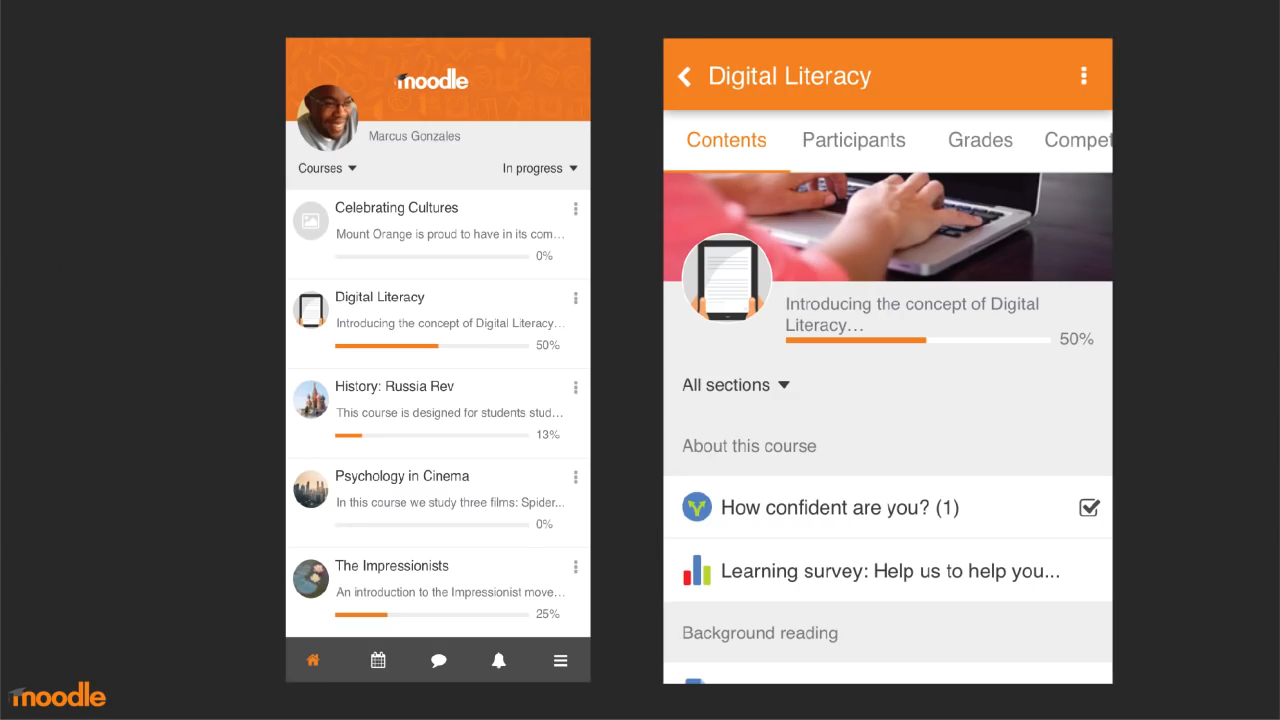 moodle
Marcus Gonzales
Courses
In progress
Celebrating Cultures
Mount Orange is proud to have in its com…
0%
Digital Literacy
Introducing the concept of Digital Literacy…
50%
History: Russia Rev
This course is designed for students stud…
13%
Psychology in Cinema
In this course we study three films: Spider...
0%
The Impressionists
An introduction to the Impressionist move…
25%
Digital Literacy
Contents Participants Grades Compet
Introducing the concept of Digital
Literacy…
50%
All sections
About this course
How confident are you? (1)
Learning survey: Help us to help you...
Background reading
moodle